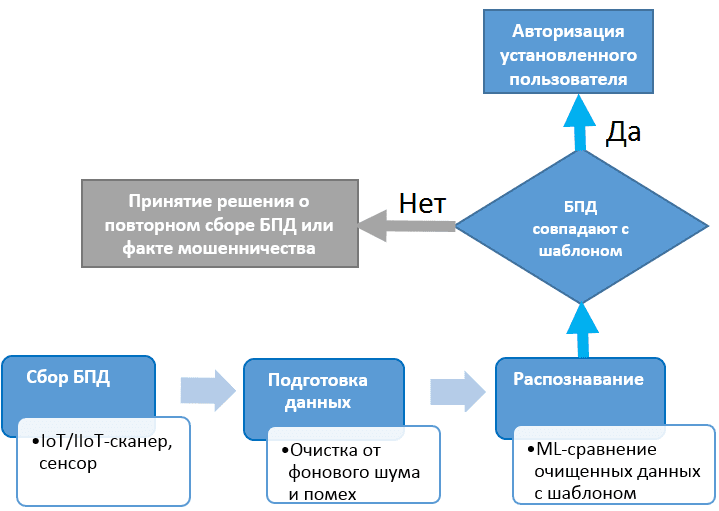 Авторизация
установленного
пользователя
Да
Принятие решения о
повторном сборе БПД или
факте мошенничества
Нет
БПД
совпадают с
шаблоном
Сбор БПД
•IoT/IIoT-сканер,
сенсор
Подготовка
данных
•Очистка от
фонового шума
и помех
Распознавание
•ML-сравнение
очищенных данных
с шаблоном